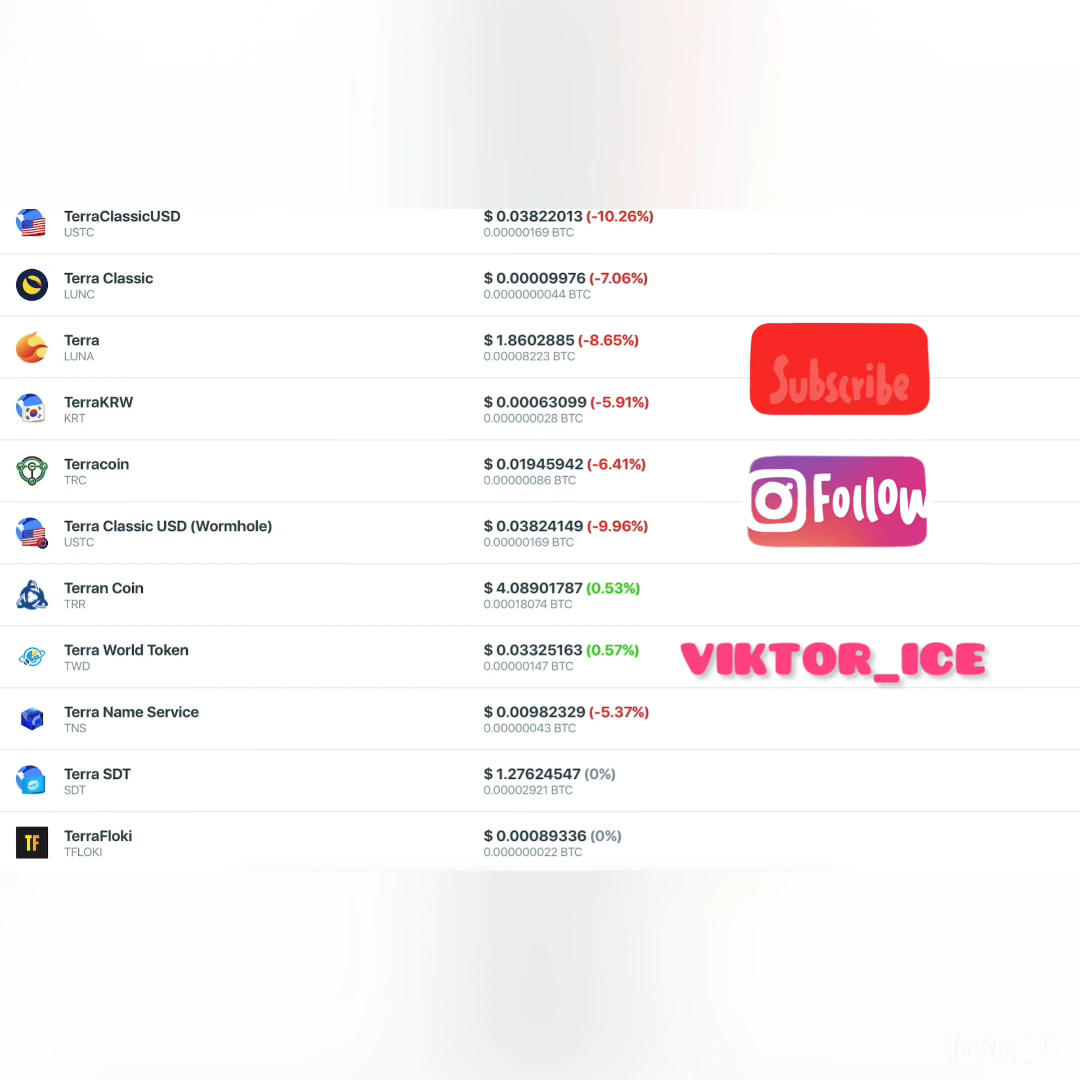 TerraClassicUSD
USTC
$ 0.03822013 (-10.26%)
0.00000169 BTC
Terra Classic
LUNC
$ 0.00009976 (-7.06%)
0.0000000044 BTC
Terra
LUNA
$ 1.8602885 (-8.65%)
0.00008223 BTC
Subscribe
TerraKRW
KRT
$ 0.00063099 (-5.91%)
0.000000028 BTC
Terracoin
TRC
$ 0.01945942 (-6.41%)
0.00000086 BTC
Follow
Terra Classic USD (Wormhole)
USTC
$ 0.03824149 (-9.96%)
0.00000169 BTC
Terran Coin
TRR
$ 4.08901787 (0.53%)
0.00018074 BTC
Terra World Token
TWD
$ 0.03325163 (0.57%)
0.00000147 BTC
VIKTOR_ICE
Terra Name Service
TNS
$ 0.00982329 (-5.37%)
0.00000043 BTC
Terra SDT
SDT
$ 1.27624547 (0%)
0.00002921 BTC
TF
TerraFloki
TFLOKI
$ 0.00089336 (0%)
0.000000022 BTC